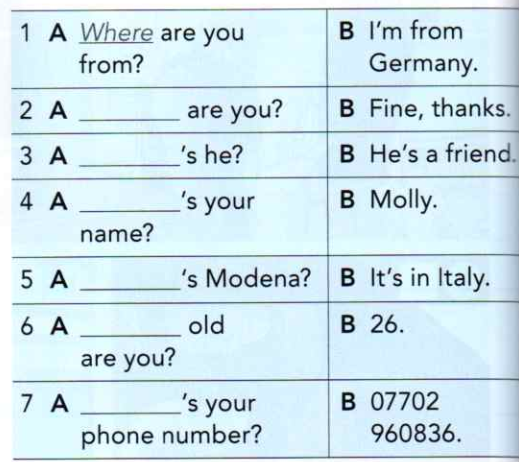 1 A Where are you B I'm from
from? Germany.
2 A ________ are you? B Fine, thanks.
3 A ________'s he? B He's a friend.
4 A ________'s your B Molly.
name?
5 A ________'s Modena? B It's in Italy.
6 A ________ old B 26.
are you?
7 A ________'s your B 07702
phone number? 960836.